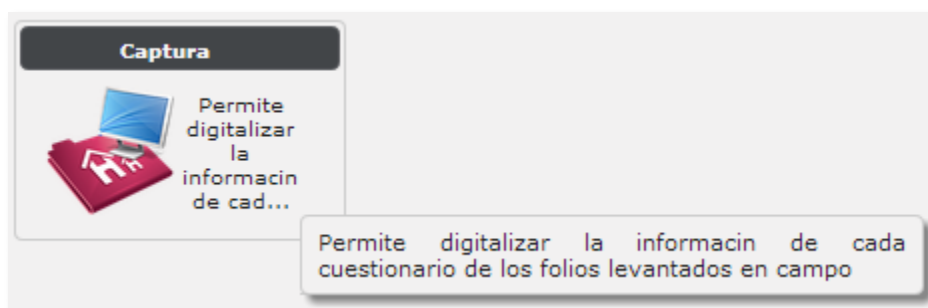 Captura
Permite
digitalizar
la
informacin
de cad...
Permite digitalizar la informacin de cada
cuestionario de los folios levantados en campo